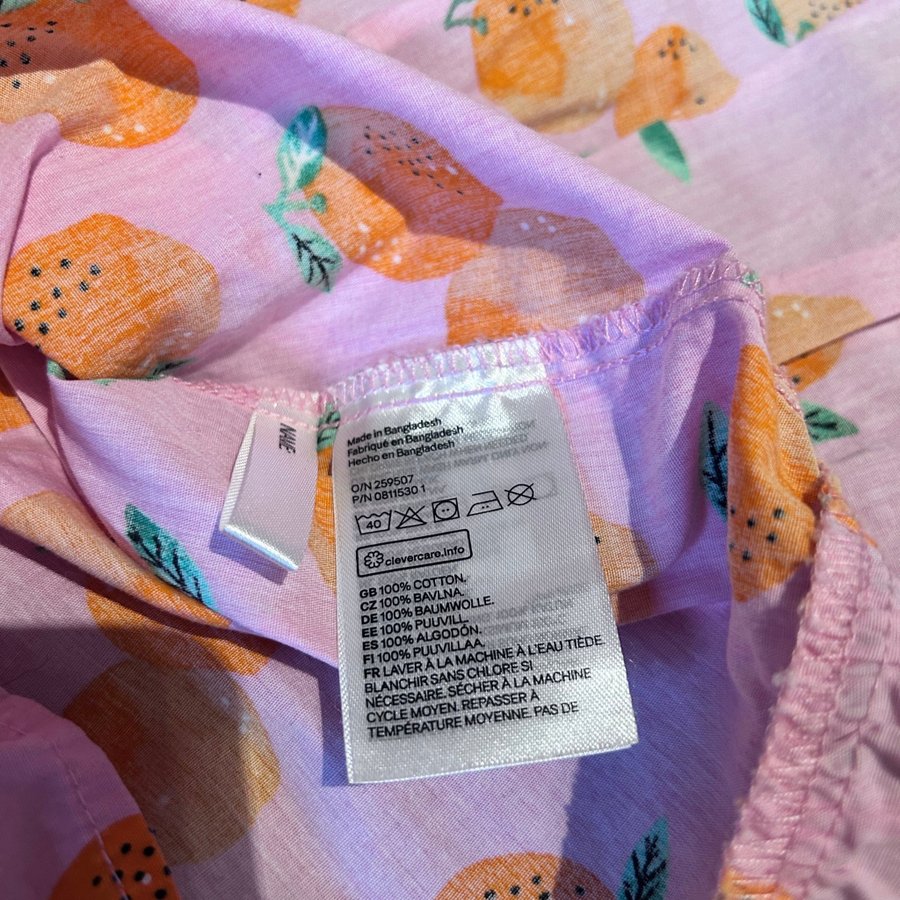 NAME
Made in Bangladesh
Fabriqué en Bangladesh
Hecho en Bangladesh
O/N 259507
P/N 0811530 1
40
clevercare.info
GB 100% COTTON.
CZ 100% BAVLNA.
DE 100% BAUMWOLLE.
EE 100% PUUVILL.
ES 100% ALGODÓN.
FI 100% PUUVILLAA.
FR LAVER À LA MACHINE À L'EAU TIÈDE.
BLANCHIR SANS CHLORE SI
NÉCESSAIRE. SÉCHER À LA MACHINE
CYCLE MOYEN. REPASSER À
TEMPÉRATURE MOYENNE. PAS DE